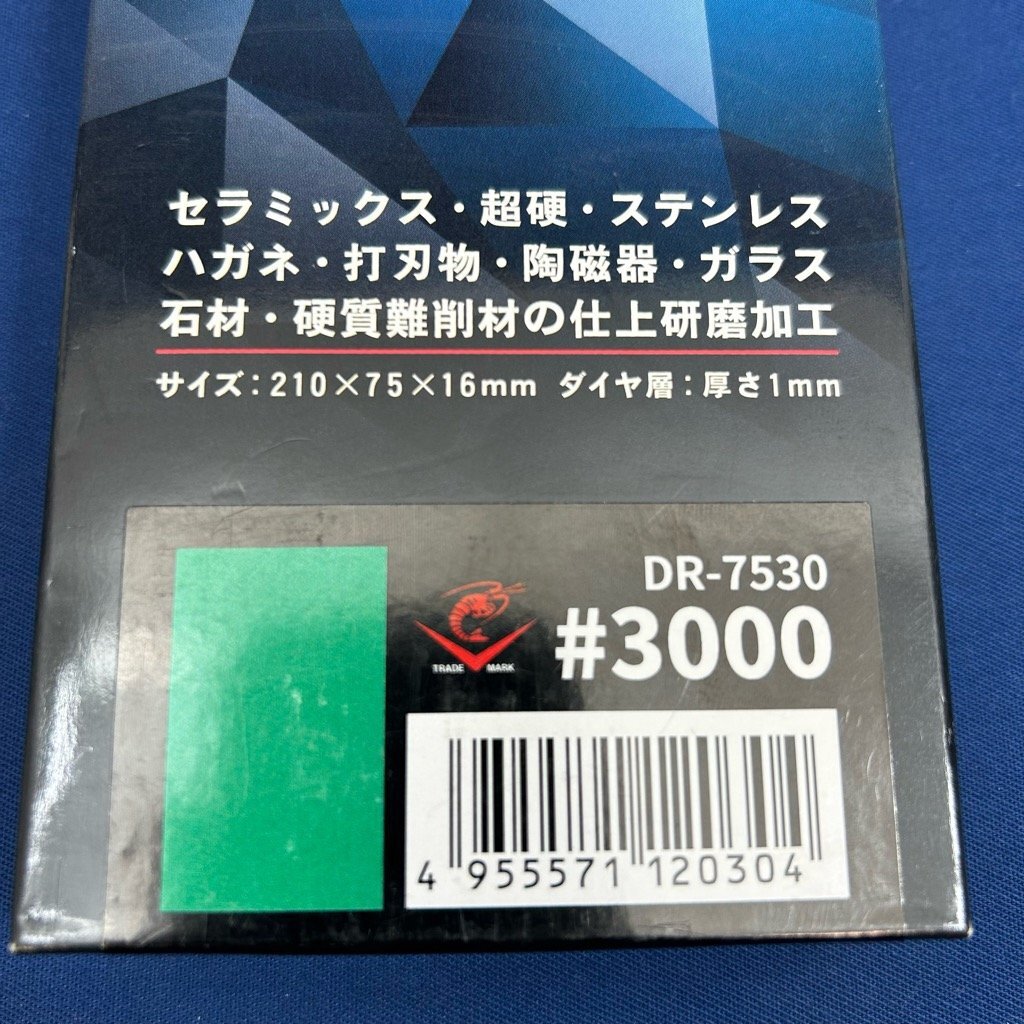 セラミックス・超硬・ステンレス
ハガネ・打刃物・陶磁器・ガラス
石材・硬質難削材の仕上研磨加工
サイズ：210×75×16mm ダイヤ層：厚さ1mm
DR-7530
#3000
TRADE MARK
4 955571 120304